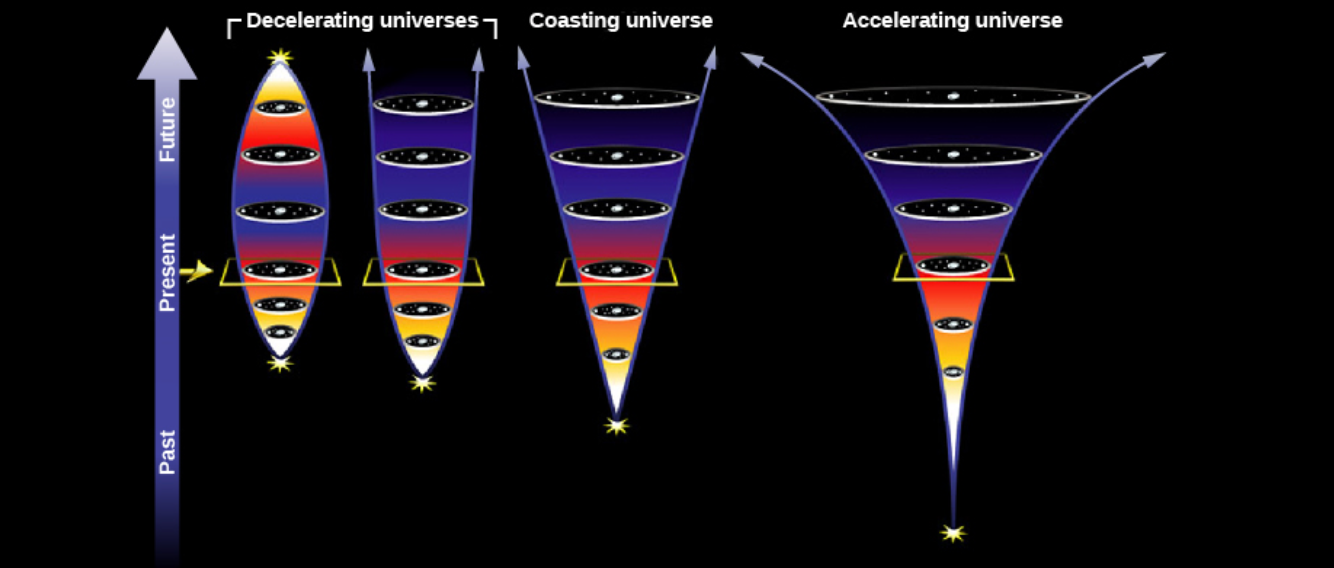 Decelerating universes
Coasting universe
Accelerating universe
Future
Present
Past